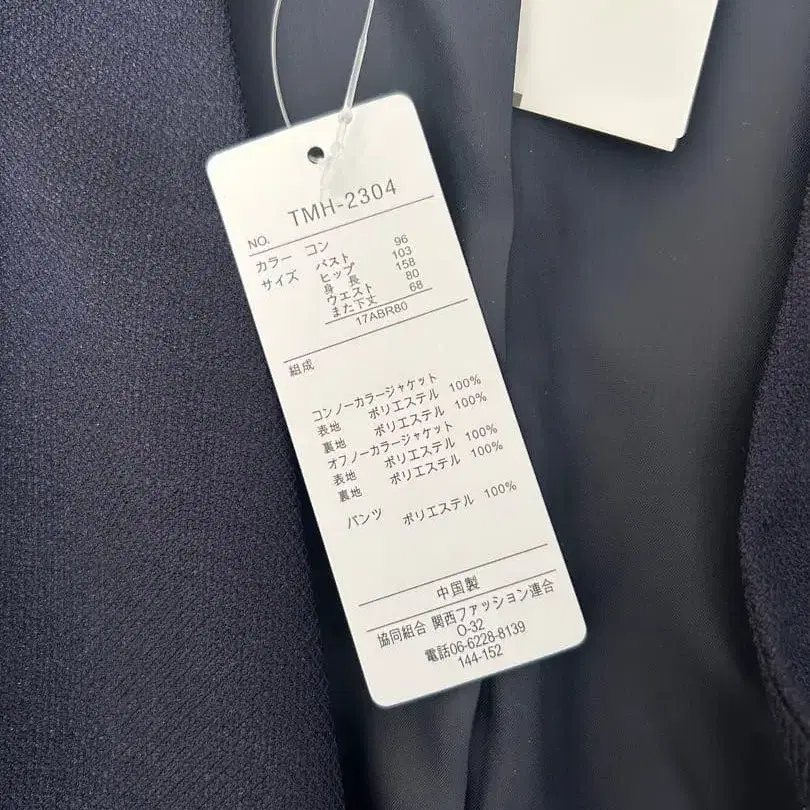 NO. TMH-2304
カラー コン
サイズ バスト 96
ヒップ 103
身長 158
ウエスト 80
また下丈 68
17ABR80
組成
コンノーカラージャケット
表地 ポリエステル 100%
裏地 ポリエステル 100%
オフノーカラージャケット
表地 ポリエステル 100%
裏地 ポリエステル 100%
パンツ ポリエステル 100%
中国製
協同組合 関西ファッション連合
O-32
電話06-6228-8139
144-152